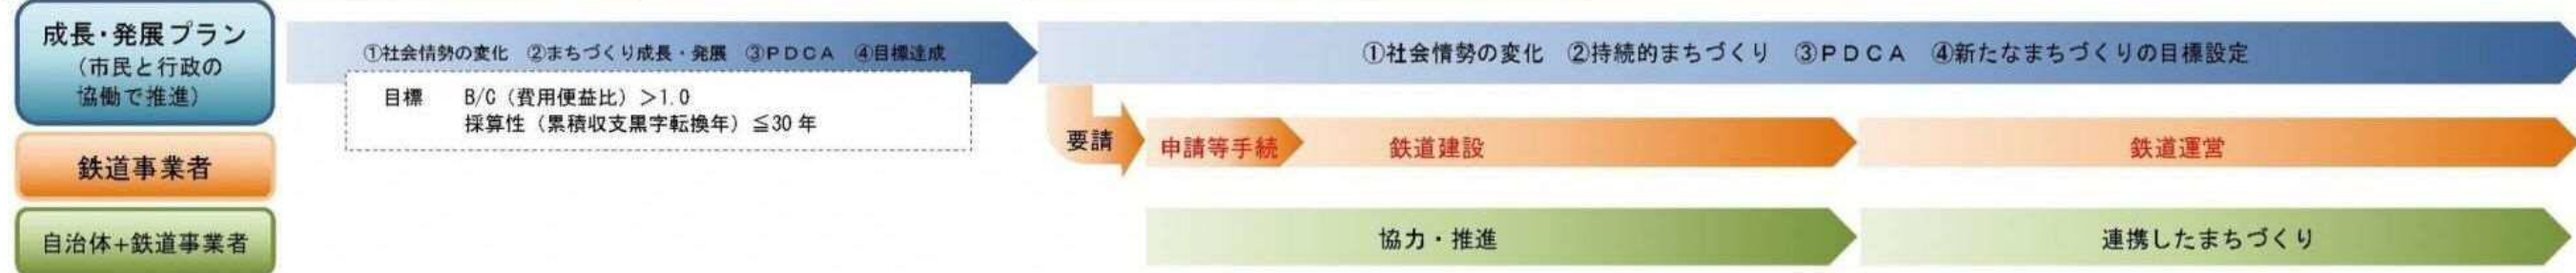 成長・発展プラン
（市民と行政の
協働で推進）
①社会情勢の変化　②まちづくり成長・発展　③ＰＤＣＡ　④目標達成
目標　B/C（費用便益比）＞1.0
採算性（累積収支黒字転換年）≦30 年
①社会情勢の変化　②持続的まちづくり　③ＰＤＣＡ　④新たなまちづくりの目標設定
鉄道事業者
要請
申請等手続
鉄道建設
鉄道運営
自治体+鉄道事業者
協力・推進
連携したまちづくり